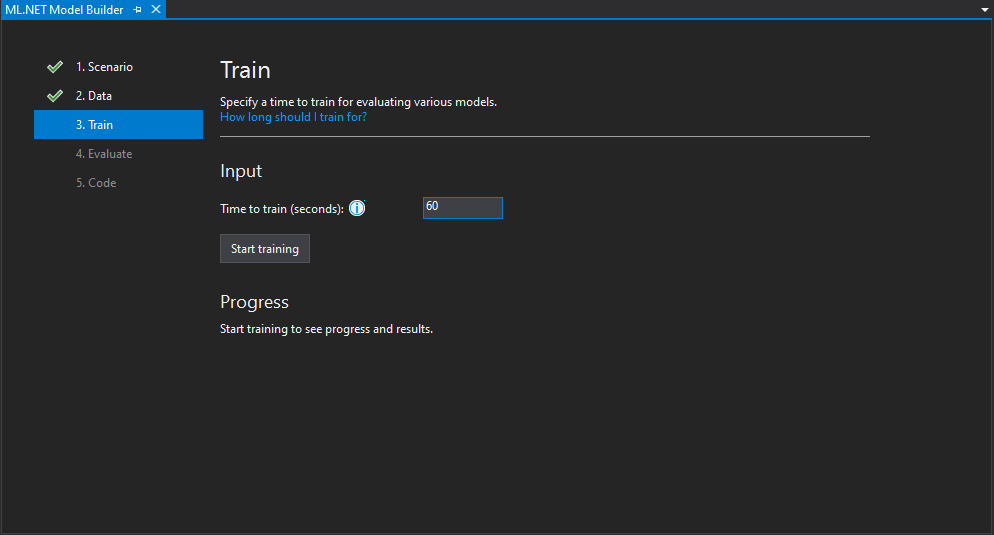 ML.NET Model Builder
1. Scenario
2. Data
3. Train
4. Evaluate
5. Code
Train
Specify a time to train for evaluating various models.
How long should I train for?
Input
Time to train (seconds):
60
Start training
Progress
Start training to see progress and results.